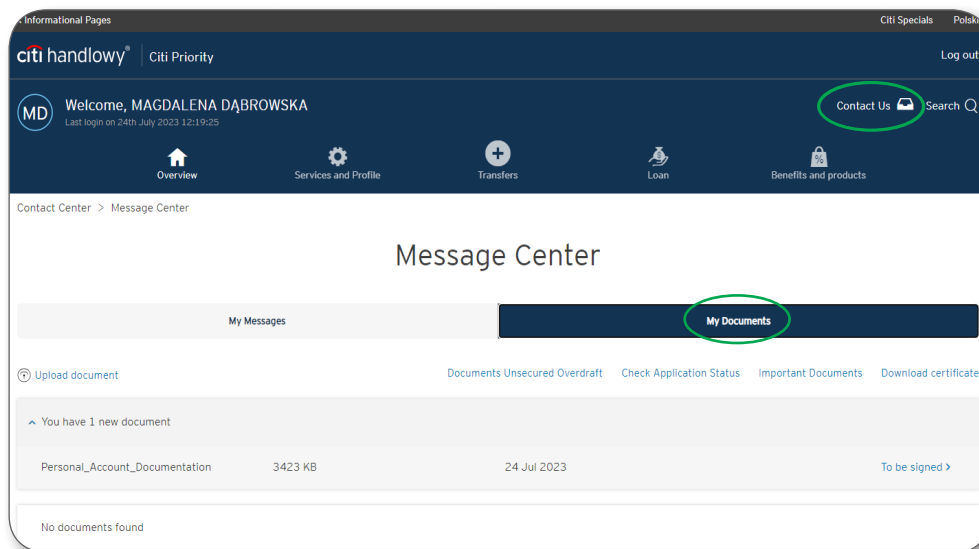 Informational Pages Citi Specials Polski
citi handlowy® Citi Priority Log out
MD Welcome, MAGDALENA DĄBROWSKA Contact Us Search
Last login on 24th July 2023 12:19:25
Overview Services and Profile Transfers Loan Benefits and products
Contact Center > Message Center
Message Center
My Messages My Documents
Upload document Documents Unsecured Overdraft Check Application Status Important Documents Download certificate
You have 1 new document
Personal_Account_Documentation 3423 KB 24 Jul 2023 To be signed >
No documents found